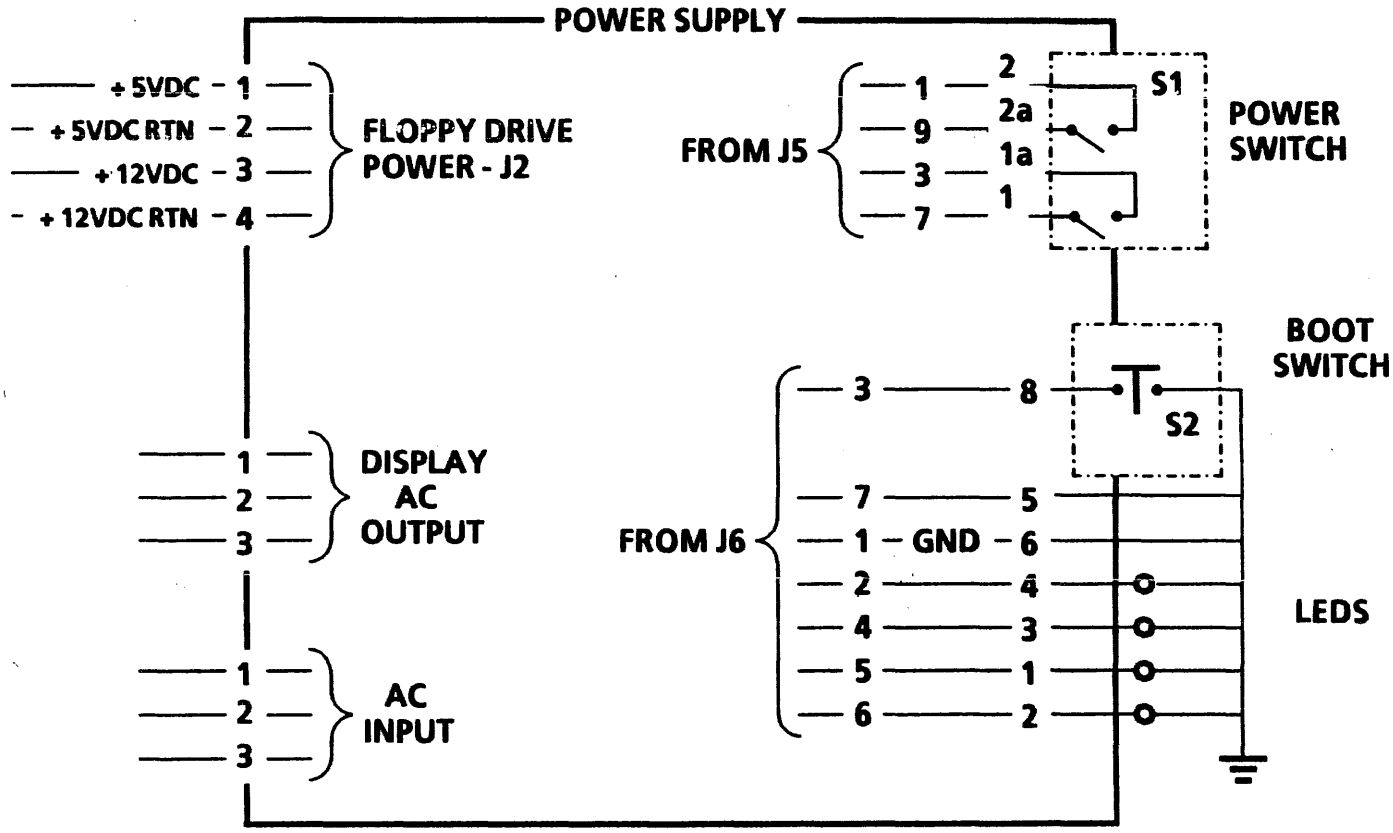 POWER SUPPLY
+5VDC - 1
+5VDC RTN - 2
+12VDC - 3
+12VDC RTN - 4
FLOPPY DRIVE
POWER - J2
FROM J5
1 2
9 2a
3 1a
7 1
S1
POWER
SWITCH
BOOT
SWITCH
S2
1
2
3
DISPLAY
AC
OUTPUT
1
2
3
AC
INPUT
FROM J6
3 8
7 5
1 - GND - 6
2 4
4 3
5 1
6 2
LEDS